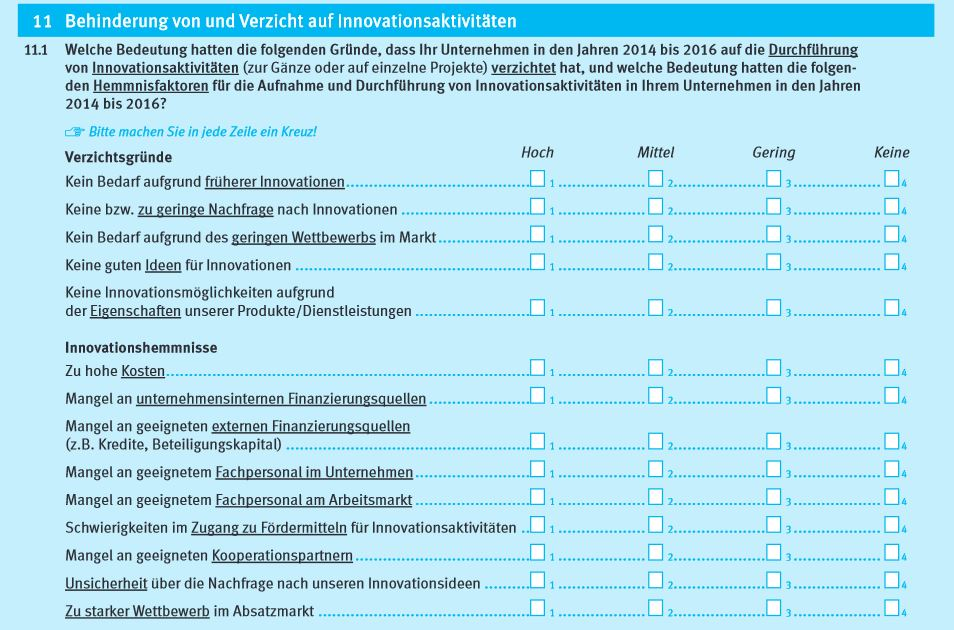 11 Behinderung von und Verzicht auf Innovationsaktivitäten
11.1 Welche Bedeutung hatten die folgenden Gründe, dass Ihr Unternehmen in den Jahren 2014 bis 2016 auf die Durchführung
von Innovationsaktivitäten (zur Gänze oder auf einzelne Projekte) verzichtet hat, und welche Bedeutung hatten die folgen-
den Hemmnisfaktoren für die Aufnahme und Durchführung von Innovationsaktivitäten in Ihrem Unternehmen in den Jahren
2014 bis 2016?
☞ Bitte machen Sie in jede Zeile ein Kreuz!
Verzichtsgründe Hoch Mittel Gering Keine
Kein Bedarf aufgrund früherer Innovationen ☐ 1 ☐ 2 ☐ 3 ☐ 4
Keine bzw. zu geringe Nachfrage nach Innovationen ☐ 1 ☐ 2 ☐ 3 ☐ 4
Kein Bedarf aufgrund des geringen Wettbewerbs im Markt ☐ 1 ☐ 2 ☐ 3 ☐ 4
Keine guten Ideen für Innovationen ☐ 1 ☐ 2 ☐ 3 ☐ 4
Keine Innovationsmöglichkeiten aufgrund
der Eigenschaften unserer Produkte/Dienstleistungen ☐ 1 ☐ 2 ☐ 3 ☐ 4
Innovationshemmnisse
Zu hohe Kosten ☐ 1 ☐ 2 ☐ 3 ☐ 4
Mangel an unternehmensinternen Finanzierungsquellen ☐ 1 ☐ 2 ☐ 3 ☐ 4
Mangel an geeigneten externen Finanzierungsquellen
(z.B. Kredite, Beteiligungskapital) ☐ 1 ☐ 2 ☐ 3 ☐ 4
Mangel an geeignetem Fachpersonal im Unternehmen ☐ 1 ☐ 2 ☐ 3 ☐ 4
Mangel an geeignetem Fachpersonal am Arbeitsmarkt ☐ 1 ☐ 2 ☐ 3 ☐ 4
Schwierigkeiten im Zugang zu Fördermitteln für Innovationsaktivitäten ☐ 1 ☐ 2 ☐ 3 ☐ 4
Mangel an geeigneten Kooperationspartnern ☐ 1 ☐ 2 ☐ 3 ☐ 4
Unsicherheit über die Nachfrage nach unseren Innovationsideen ☐ 1 ☐ 2 ☐ 3 ☐ 4
Zu starker Wettbewerb im Absatzmarkt ☐ 1 ☐ 2 ☐ 3 ☐ 4